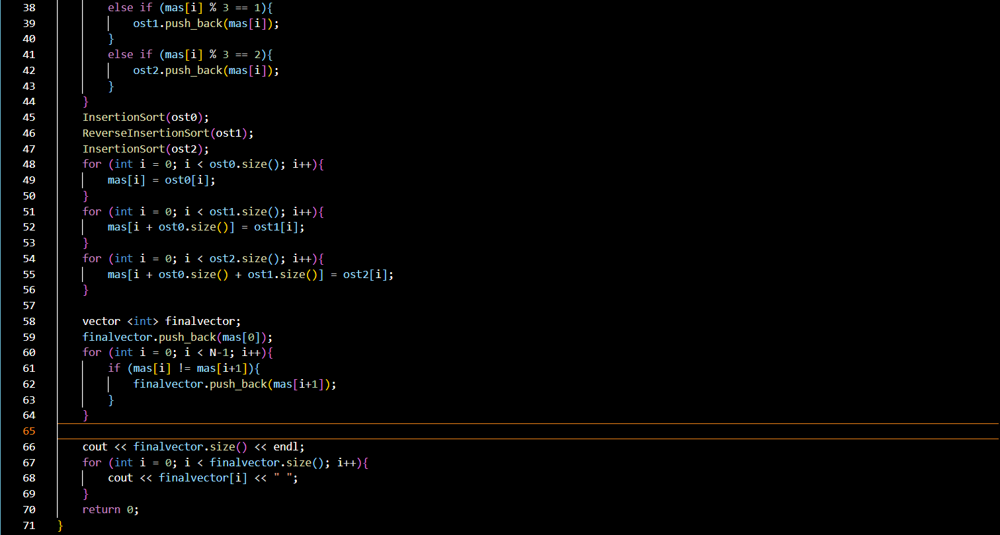 38 else if (mas[i] % 3 == 1){
39 ost1.push_back(mas[i]);
40 }
41 else if (mas[i] % 3 == 2){
42 ost2.push_back(mas[i]);
43 }
44 }
45 InsertionSort(ost0);
46 ReverseInsertionSort(ost1);
47 InsertionSort(ost2);
48 for (int i = 0; i < ost0.size(); i++){
49 mas[i] = ost0[i];
50 }
51 for (int i = 0; i < ost1.size(); i++){
52 mas[i + ost0.size()] = ost1[i];
53 }
54 for (int i = 0; i < ost2.size(); i++){
55 mas[i + ost0.size() + ost1.size()] = ost2[i];
56 }
57
58 vector <int> finalvector;
59 finalvector.push_back(mas[0]);
60 for (int i = 0; i < N-1; i++){
61 if (mas[i] != mas[i+1]){
62 finalvector.push_back(mas[i+1]);
63 }
64 }
65
66 cout << finalvector.size() << endl;
67 for (int i = 0; i < finalvector.size(); i++){
68 cout << finalvector[i] << " ";
69 }
70 return 0;
71 }